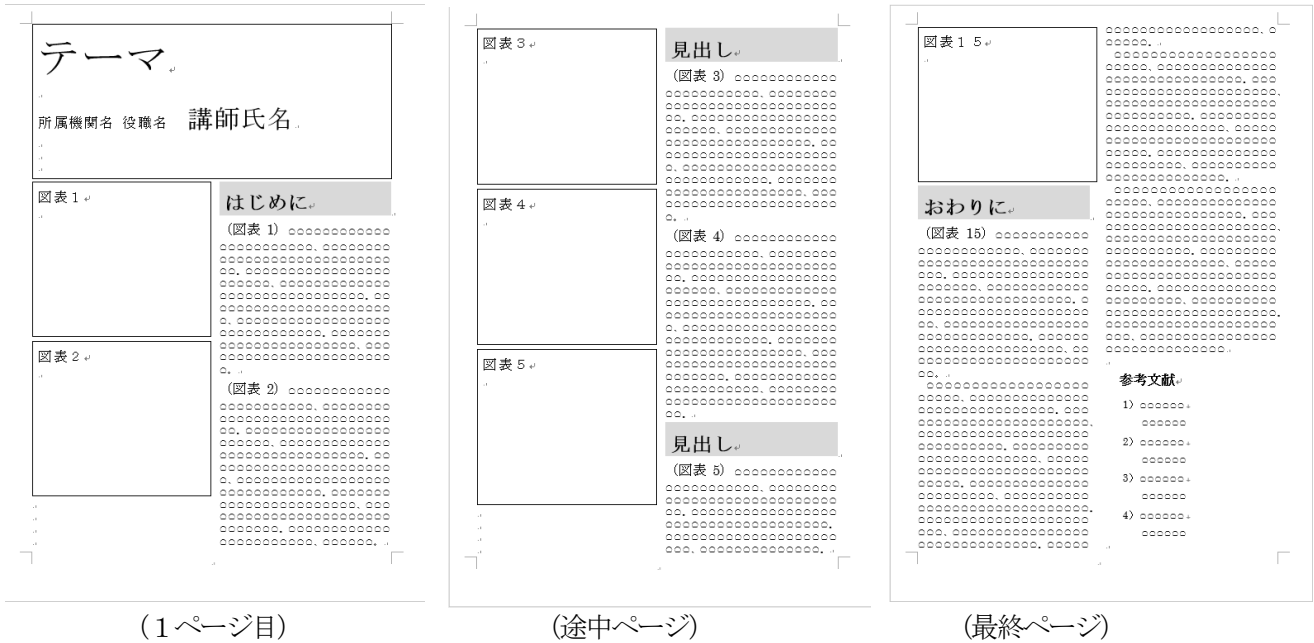 テーマ
所属機関名 役職名 講師氏名
図表1
図表2
はじめに
(図表 1)
(図表 2)
(1ページ目)
図表3
図表4
図表5
見出し
(図表 3)
(図表 4)
見出し
(図表 5)
(途中ページ)
図表15
おわりに
(図表 15)
参考文献
1) ○○○○○○
○○○○○○
2) ○○○○○○
○○○○○○
3) ○○○○○○
○○○○○○
4) ○○○○○○
○○○○○○
(最終ページ)